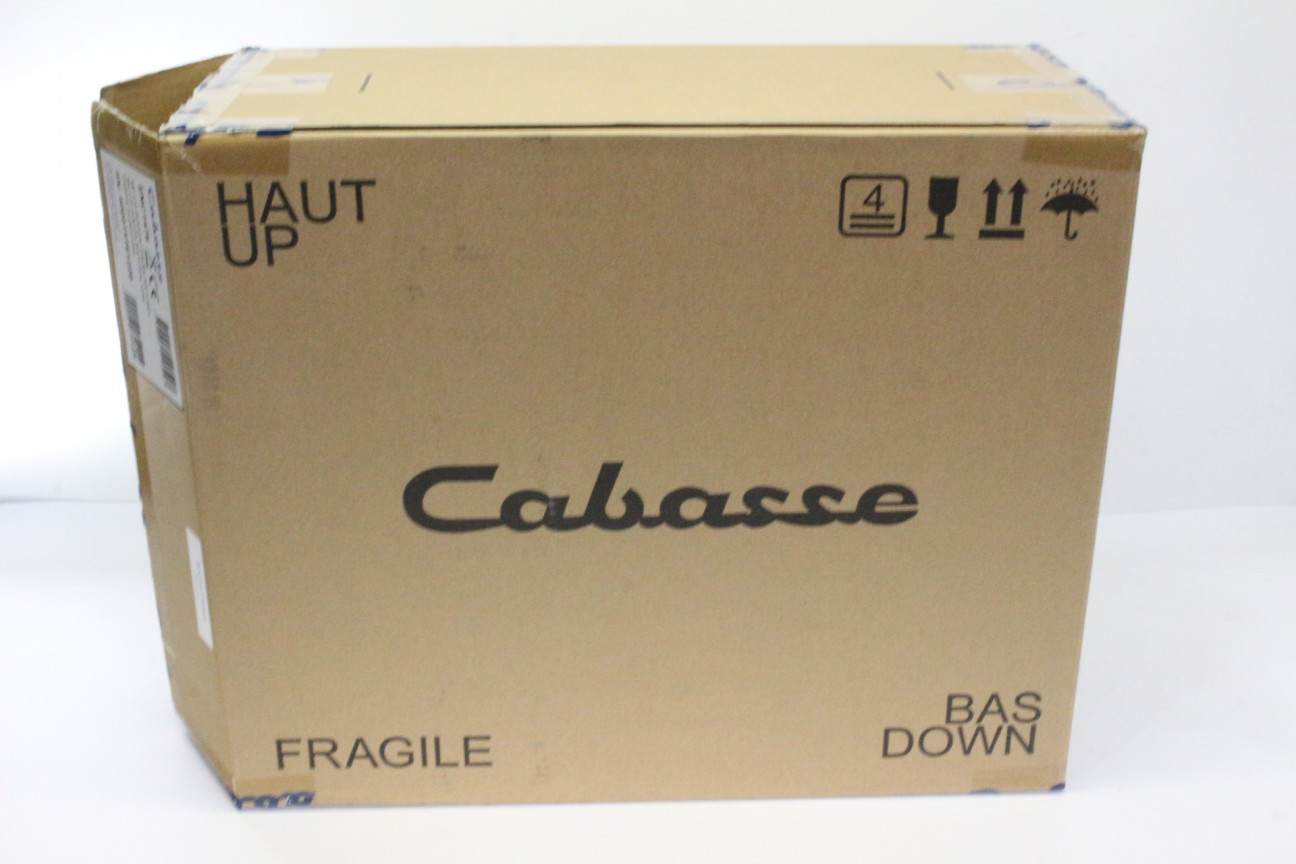 HAUT
UP
4
Cabasse
FRAGILE
BAS
DOWN